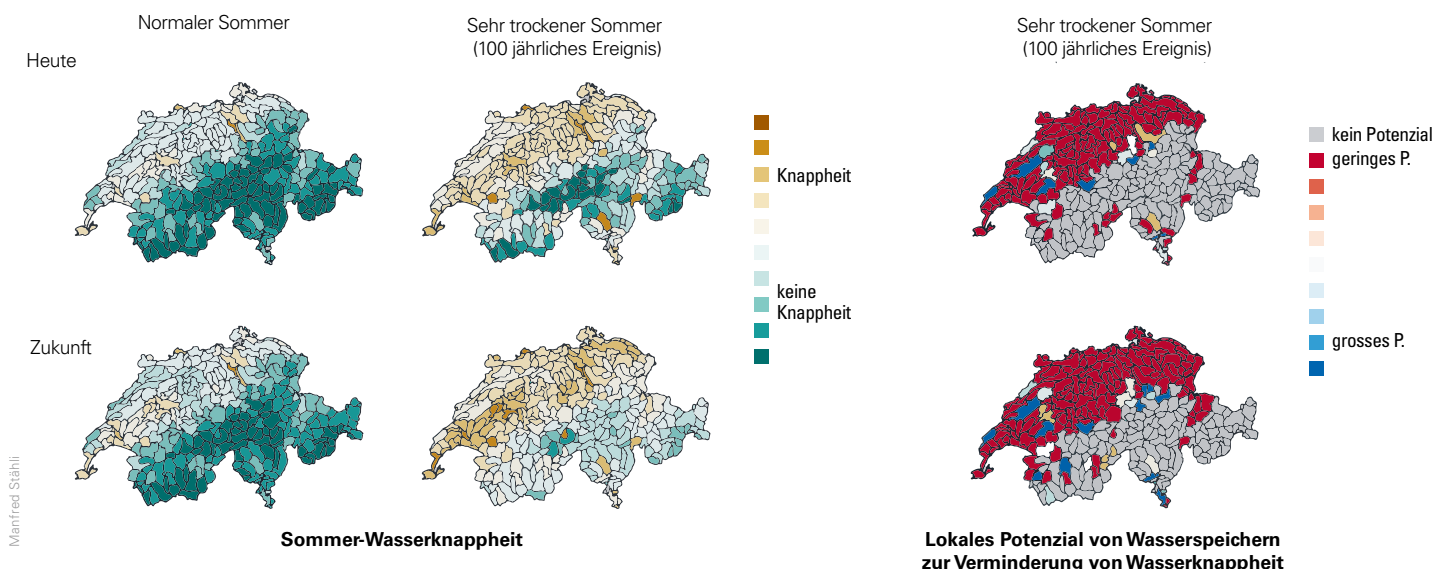 Normaler Sommer
Sehr trockener Sommer
(100 jährliches Ereignis)
Sehr trockener Sommer
(100 jährliches Ereignis)
Heute
Knappheit
keine
Knappheit
kein Potenzial
geringes P.
grosses P.
Zukunft
Manfred Stähli
Sommer-Wasserknappheit
Lokales Potenzial von Wasserspeichern
zur Verminderung von Wasserknappheit